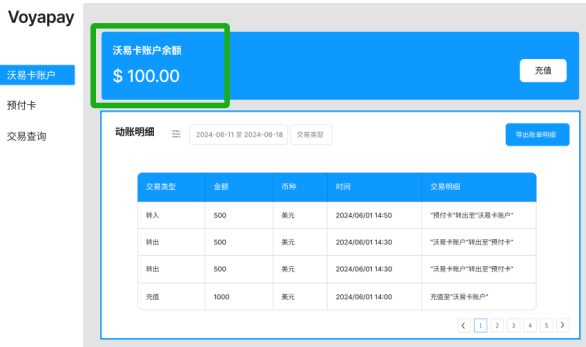 Voyapay
沃易卡账户
预付卡
交易查询
沃易卡账户余额
$ 100.00
充值
动账明细 2024-06-11 至 2024-06-18 交易类型 导出账单明细
交易类型 金额 币种 时间 交易明细
转入 500 美元 2024/06/01 14:50 "预付卡"转出至"沃易卡账户"
转出 500 美元 2024/06/01 14:30 "沃易卡账户"转出至"预付卡"
转出 500 美元 2024/06/01 14:30 "沃易卡账户"转出至"预付卡"
充值 1000 美元 2024/06/01 14:00 充值至"沃易卡账户"
1 2 3 4 5